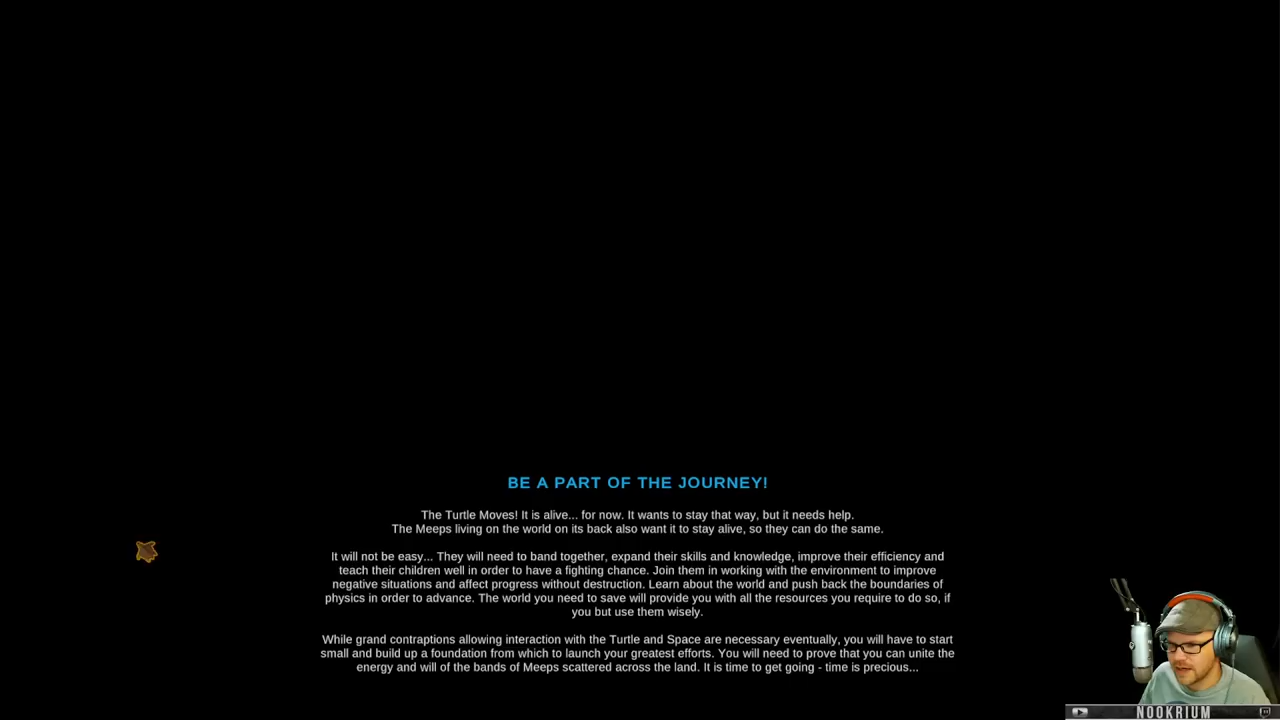 BE A PART OF THE JOURNEY!
The Turtle Moves! It is alive... for now. It wants to stay that way, but it needs help.
The Meeps living on the world on its back also want it to stay alive, so they can do the same.
It will not be easy... They will need to band together, expand their skills and knowledge, improve their efficiency and
teach their children well in order to have a fighting chance. Join them in working with the environment to improve
negative situations and affect progress without destruction. Learn about the world and push back the boundaries of
physics in order to advance. The world you need to save will provide you with all the resources you require to do so, if
you but use them wisely.
While grand contraptions allowing interaction with the Turtle and Space are necessary eventually, you will have to start
small and build up a foundation from which to launch your greatest efforts. You will need to prove that you can unite the
energy and will of the bands of Meeps scattered across the land. It is time to get going - time is precious...
NOOKRIUM